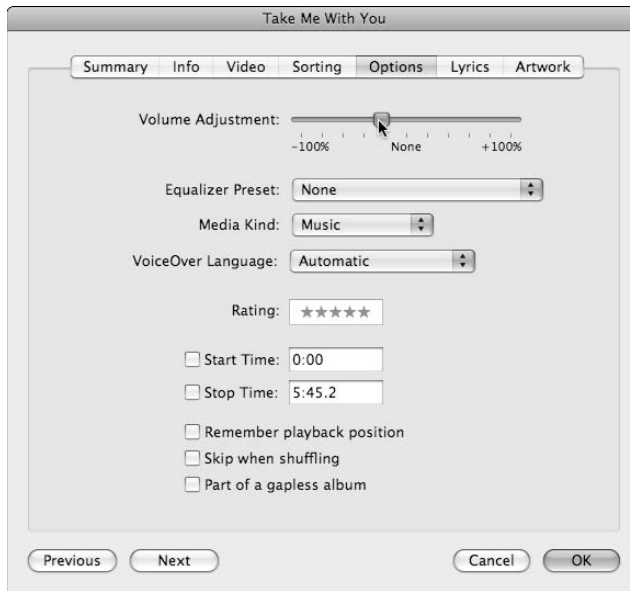 Take Me With You
Summary Info Video Sorting Options Lyrics Artwork
Volume Adjustment:
-100% None +100%
Equalizer Preset: None
Media Kind: Music
VoiceOver Language: Automatic
Rating: ★★★★★
Start Time: 0:00
Stop Time: 5:45.2
Remember playback position
Skip when shuffling
Part of a gapless album
Previous Next Cancel OK